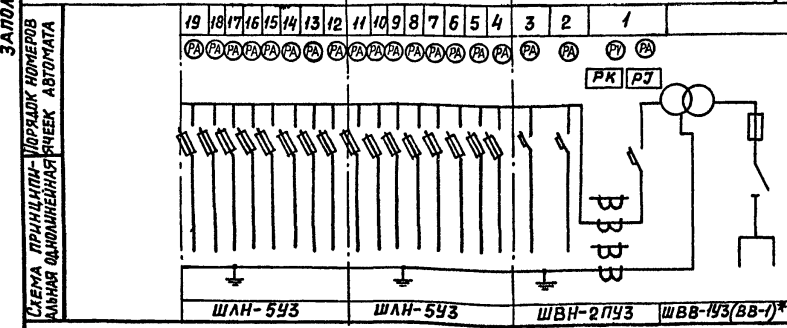 ЗАПОЛ
ПОРЯДОК НОМЕРОВ
ЯЧЕЕК АВТОМАТА
СХЕМА ПРИНЦИПИ-
АЛЬНАЯ ОДНОЛИНЕЙНАЯ
19 18 17 16 15 14 13 12 11 10 9 8 7 6 5 4 3 2 1
PA PA PA PA PA PA PA PA PA PA PA PA PA PA PA PA PA PA PY PA
PK PJ
ШЛН-5У3 ШЛН-5У3 ШВН-2ПУ3 ШВВ-1У3(ВВ-1)*